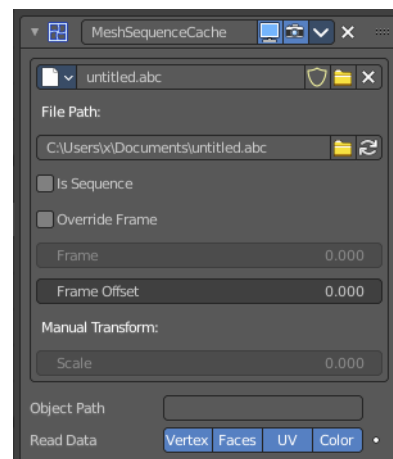 MeshSequenceCache
untitled.abc
File Path:
C:\Users\x\Documents\untitled.abc
Is Sequence
Override Frame
Frame 0.000
Frame Offset 0.000
Manual Transform:
Scale 0.000
Object Path
Read Data Vertex Faces UV Color